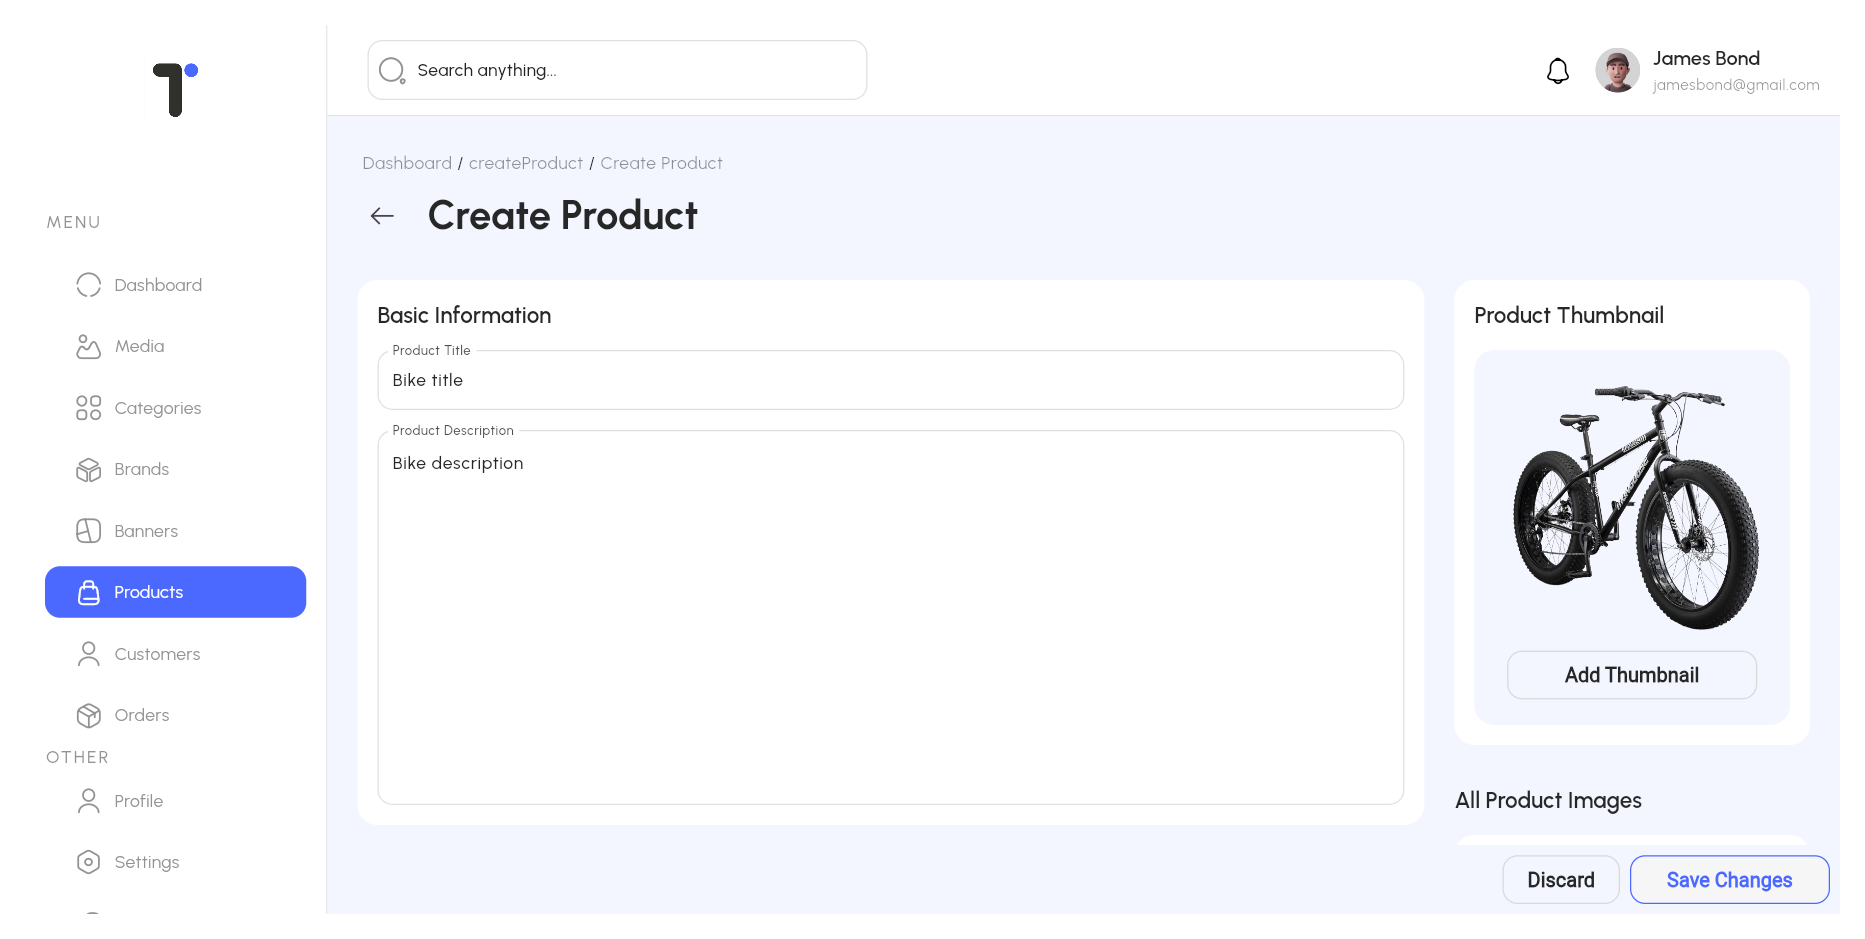 Search anything...
James Bond
jamesbond@gmail.com
MENU
Dashboard
Media
Categories
Brands
Banners
Products
Customers
Orders
OTHER
Profile
Settings
Dashboard / createProduct / Create Product
Create Product
Basic Information
Product Title
Bike title
Product Description
Bike description
Product Thumbnail
Add Thumbnail
All Product Images
Discard
Save Changes